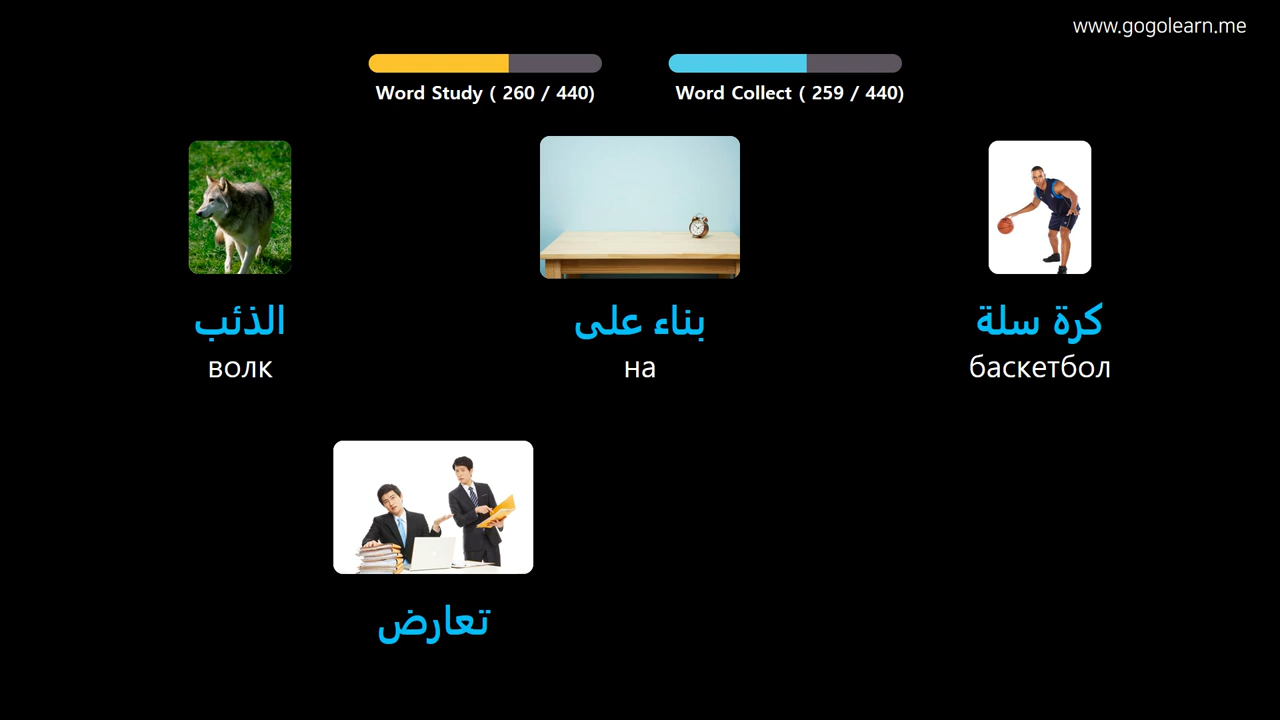 www.gogolearn.me
Word Study ( 260 / 440)
Word Collect ( 259 / 440)
الذئب
волк
بناء على
на
كرة سلة
баскетбол
تعارض